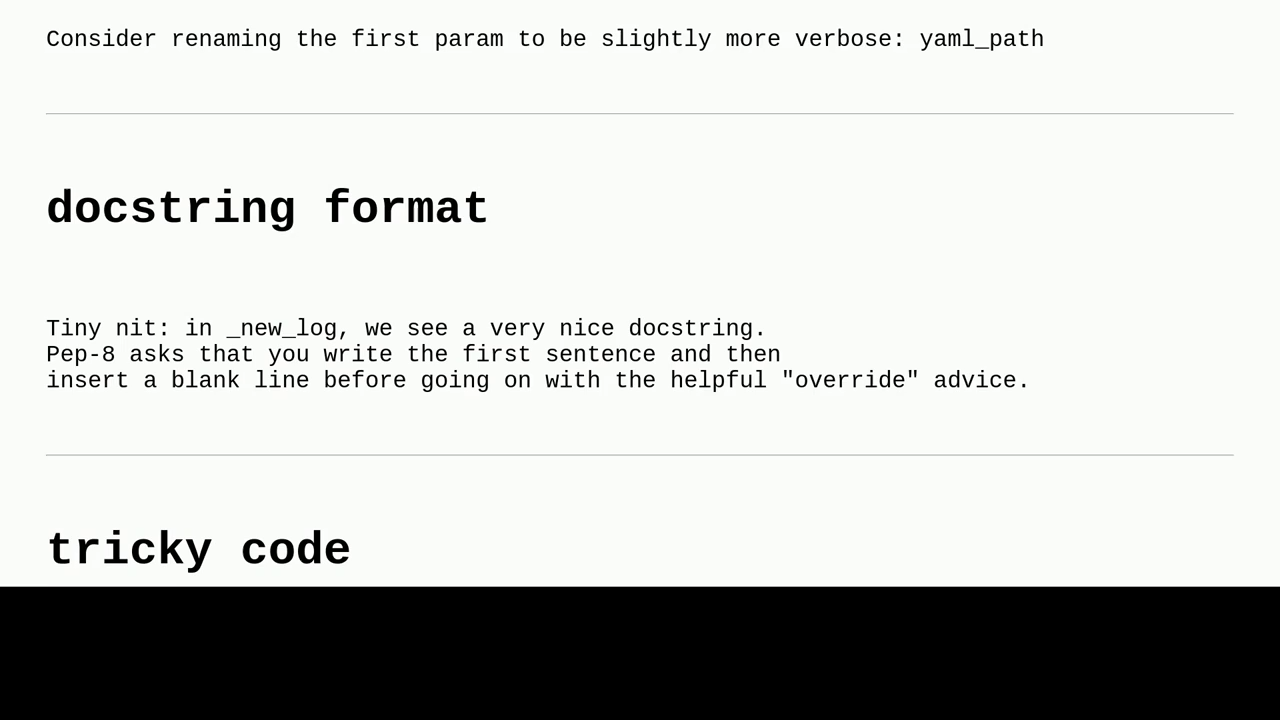 Consider renaming the first param to be slightly more verbose: yaml_path
docstring format
Tiny nit: in _new_log, we see a very nice docstring.
Pep-8 asks that you write the first sentence and then
insert a blank line before going on with the helpful "override" advice.
tricky code